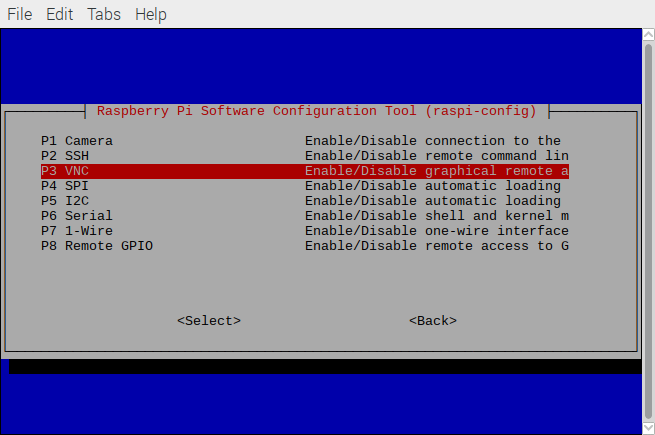 File Edit Tabs Help
Raspberry Pi Software Configuration Tool (raspi-config)
P1 Camera Enable/Disable connection to the
P2 SSH Enable/Disable remote command lin
P3 VNC Enable/Disable graphical remote a
P4 SPI Enable/Disable automatic loading
P5 I2C Enable/Disable automatic loading
P6 Serial Enable/Disable shell and kernel m
P7 1-Wire Enable/Disable one-wire interface
P8 Remote GPIO Enable/Disable remote access to G
<Select> <Back>